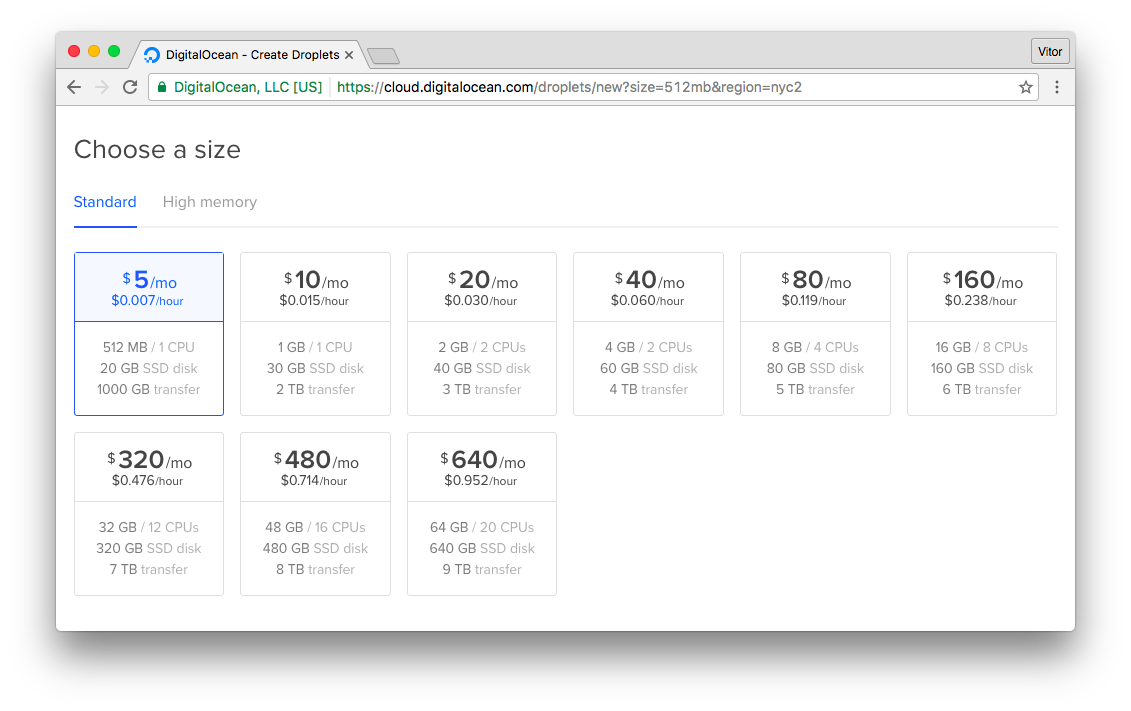 DigitalOcean - Create Droplets
Vitor
DigitalOcean, LLC [US] https://cloud.digitalocean.com/droplets/new?size=512mb&region=nyc2
Choose a size
Standard High memory
$5/mo
$0.007/hour
512 MB / 1 CPU
20 GB SSD disk
1000 GB transfer
$10/mo
$0.015/hour
1 GB / 1 CPU
30 GB SSD disk
2 TB transfer
$20/mo
$0.030/hour
2 GB / 2 CPUs
40 GB SSD disk
3 TB transfer
$40/mo
$0.060/hour
4 GB / 2 CPUs
60 GB SSD disk
4 TB transfer
$80/mo
$0.119/hour
8 GB / 4 CPUs
80 GB SSD disk
5 TB transfer
$160/mo
$0.238/hour
16 GB / 8 CPUs
160 GB SSD disk
6 TB transfer
$320/mo
$0.476/hour
32 GB / 12 CPUs
320 GB SSD disk
7 TB transfer
$480/mo
$0.714/hour
48 GB / 16 CPUs
480 GB SSD disk
8 TB transfer
$640/mo
$0.952/hour
64 GB / 20 CPUs
640 GB SSD disk
9 TB transfer